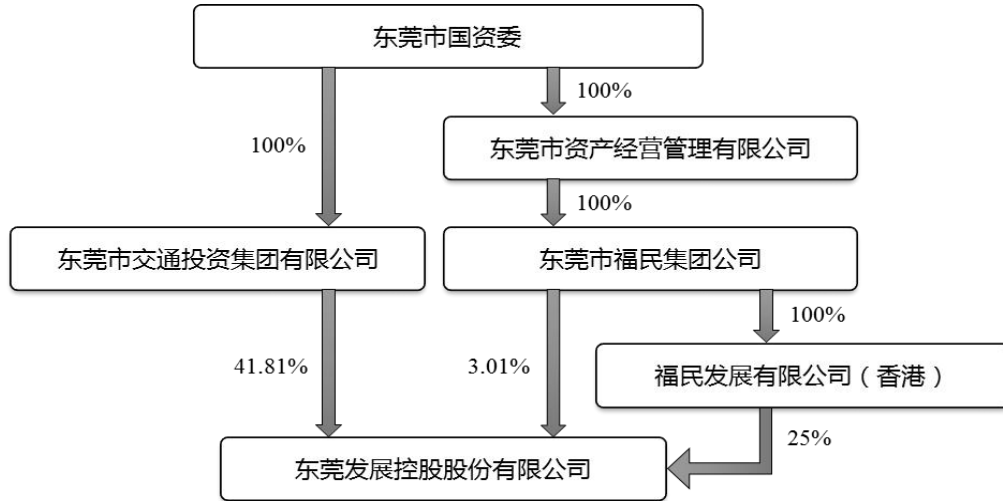 东莞市国资委
100%
100%
东莞市资产经营管理有限公司
100%
东莞市交通投资集团有限公司
东莞市福民集团公司
100%
41.81%
3.01%
福民发展有限公司（香港）
25%
东莞发展控股股份有限公司